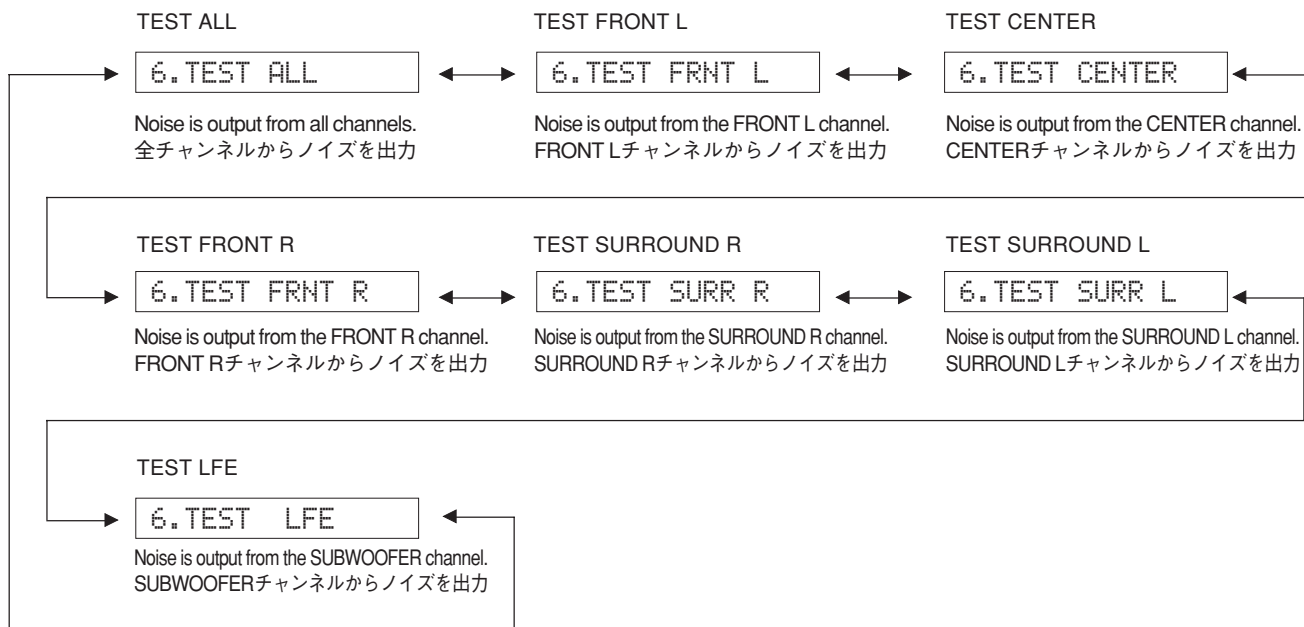 TEST ALL
6.TEST ALL
Noise is output from all channels.
全チャンネルからノイズを出力
TEST FRONT L
6.TEST FRNT L
Noise is output from the FRONT L channel.
FRONT Lチャンネルからノイズを出力
TEST CENTER
6.TEST CENTER
Noise is output from the CENTER channel.
CENTERチャンネルからノイズを出力
TEST FRONT R
6.TEST FRNT R
Noise is output from the FRONT R channel.
FRONT Rチャンネルからノイズを出力
TEST SURROUND R
6.TEST SURR R
Noise is output from the SURROUND R channel.
SURROUND Rチャンネルからノイズを出力
TEST SURROUND L
6.TEST SURR L
Noise is output from the SURROUND L channel.
SURROUND Lチャンネルからノイズを出力
TEST LFE
6.TEST  LFE
Noise is output from the SUBWOOFER channel.
SUBWOOFERチャンネルからノイズを出力